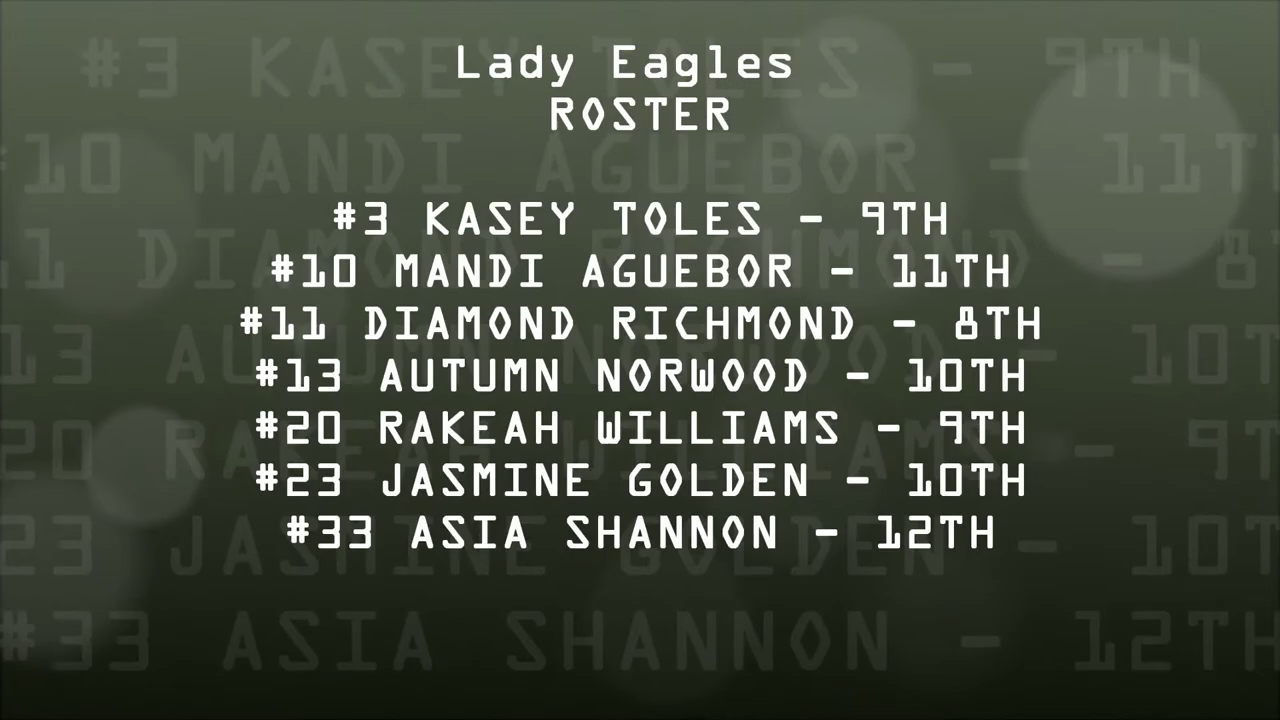 Lady Eagles
ROSTER
#3 KASEY TOLES - 9TH
#10 MANDI AGUEBOR - 11TH
#11 DIAMOND RICHMOND - 8TH
#13 AUTUMN NORWOOD - 10TH
#20 RAKEAH WILLIAMS - 9TH
#23 JASMINE GOLDEN - 10TH
#33 ASIA SHANNON - 12TH